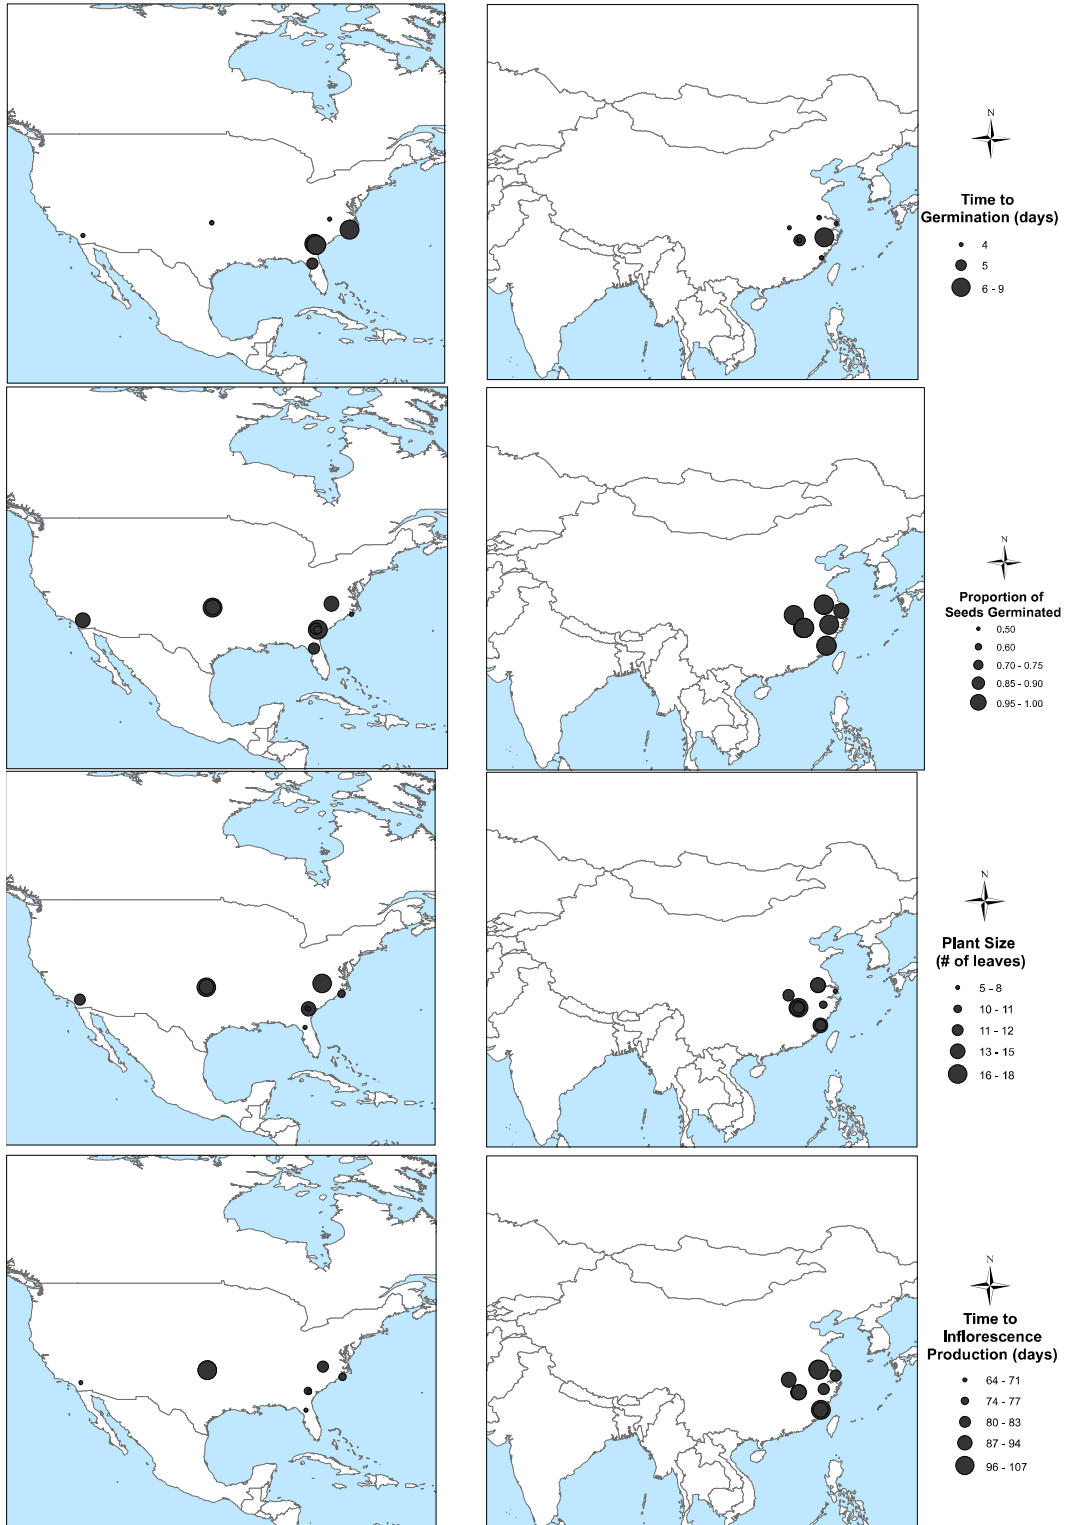 N
Time to
Germination (days)
4
5
6 - 9
N
Proportion of
Seeds Germinated
0.50
0.60
0.70 - 0.75
0.85 - 0.90
0.95 - 1.00
N
Plant Size
(# of leaves)
5 - 8
10 - 11
11 - 12
13 - 15
16 - 18
N
Time to
Inflorescence
Production (days)
64 - 71
74 - 77
80 - 83
87 - 94
96 - 107